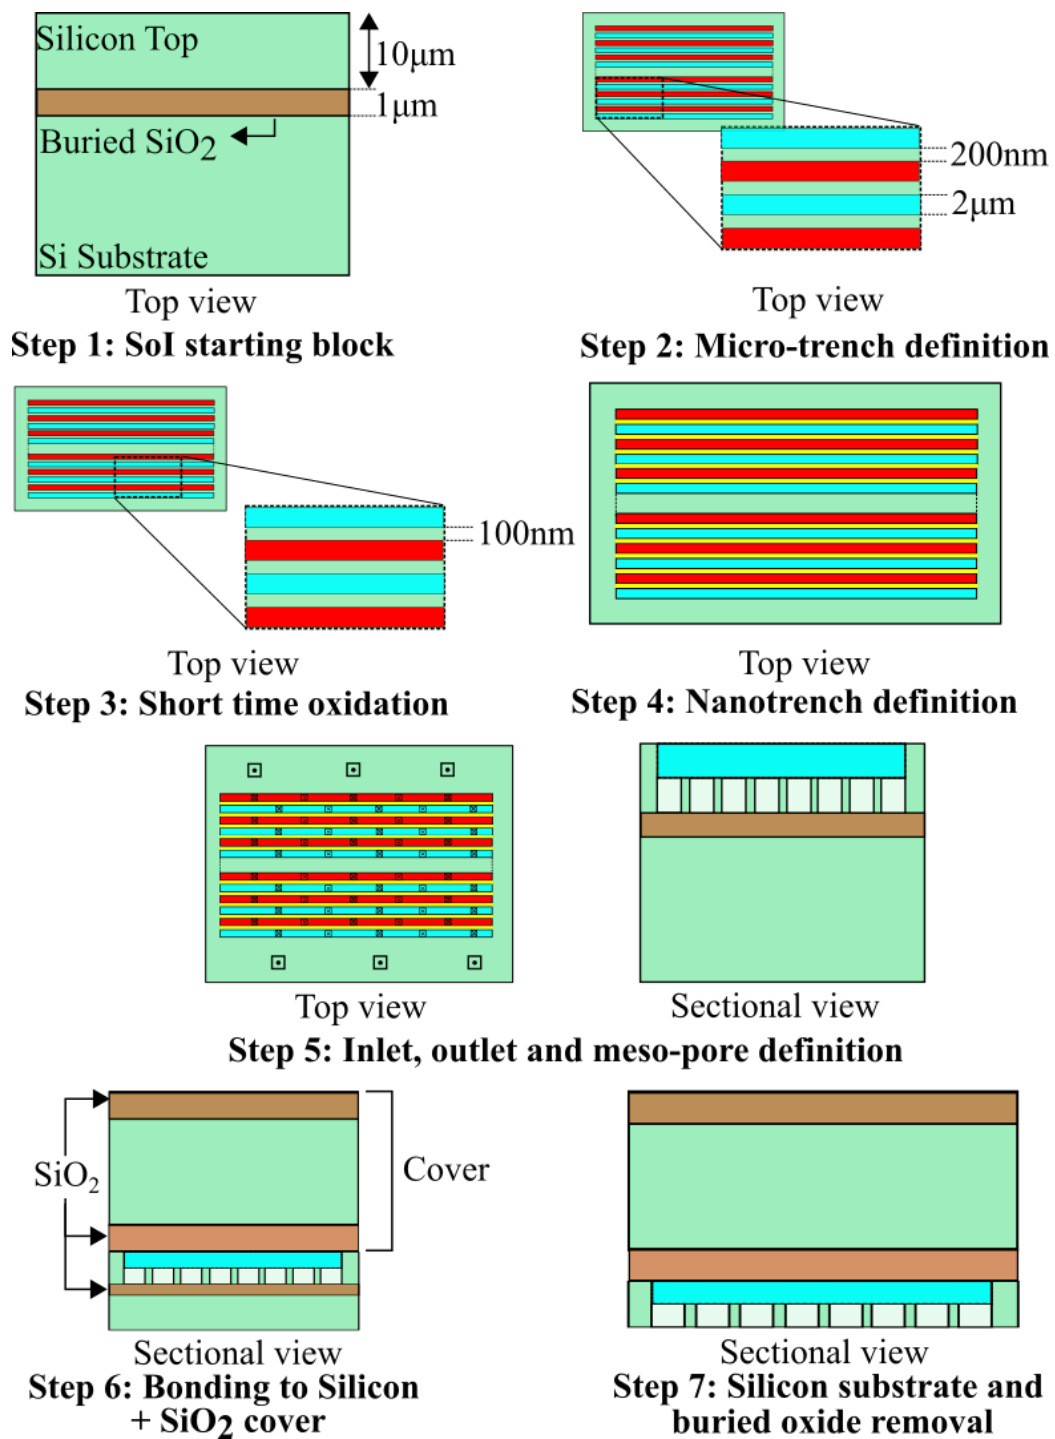 Silicon Top
10μm
1μm
Buried SiO2
Si Substrate
Top view
Step 1: SoI starting block
200nm
2μm
Top view
Step 2: Micro-trench definition
100nm
Top view
Step 3: Short time oxidation
Top view
Step 4: Nanotrench definition
Top view
Sectional view
Step 5: Inlet, outlet and meso-pore definition
SiO2
Cover
Sectional view
Step 6: Bonding to Silicon
+ SiO2 cover
Sectional view
Step 7: Silicon substrate and
buried oxide removal